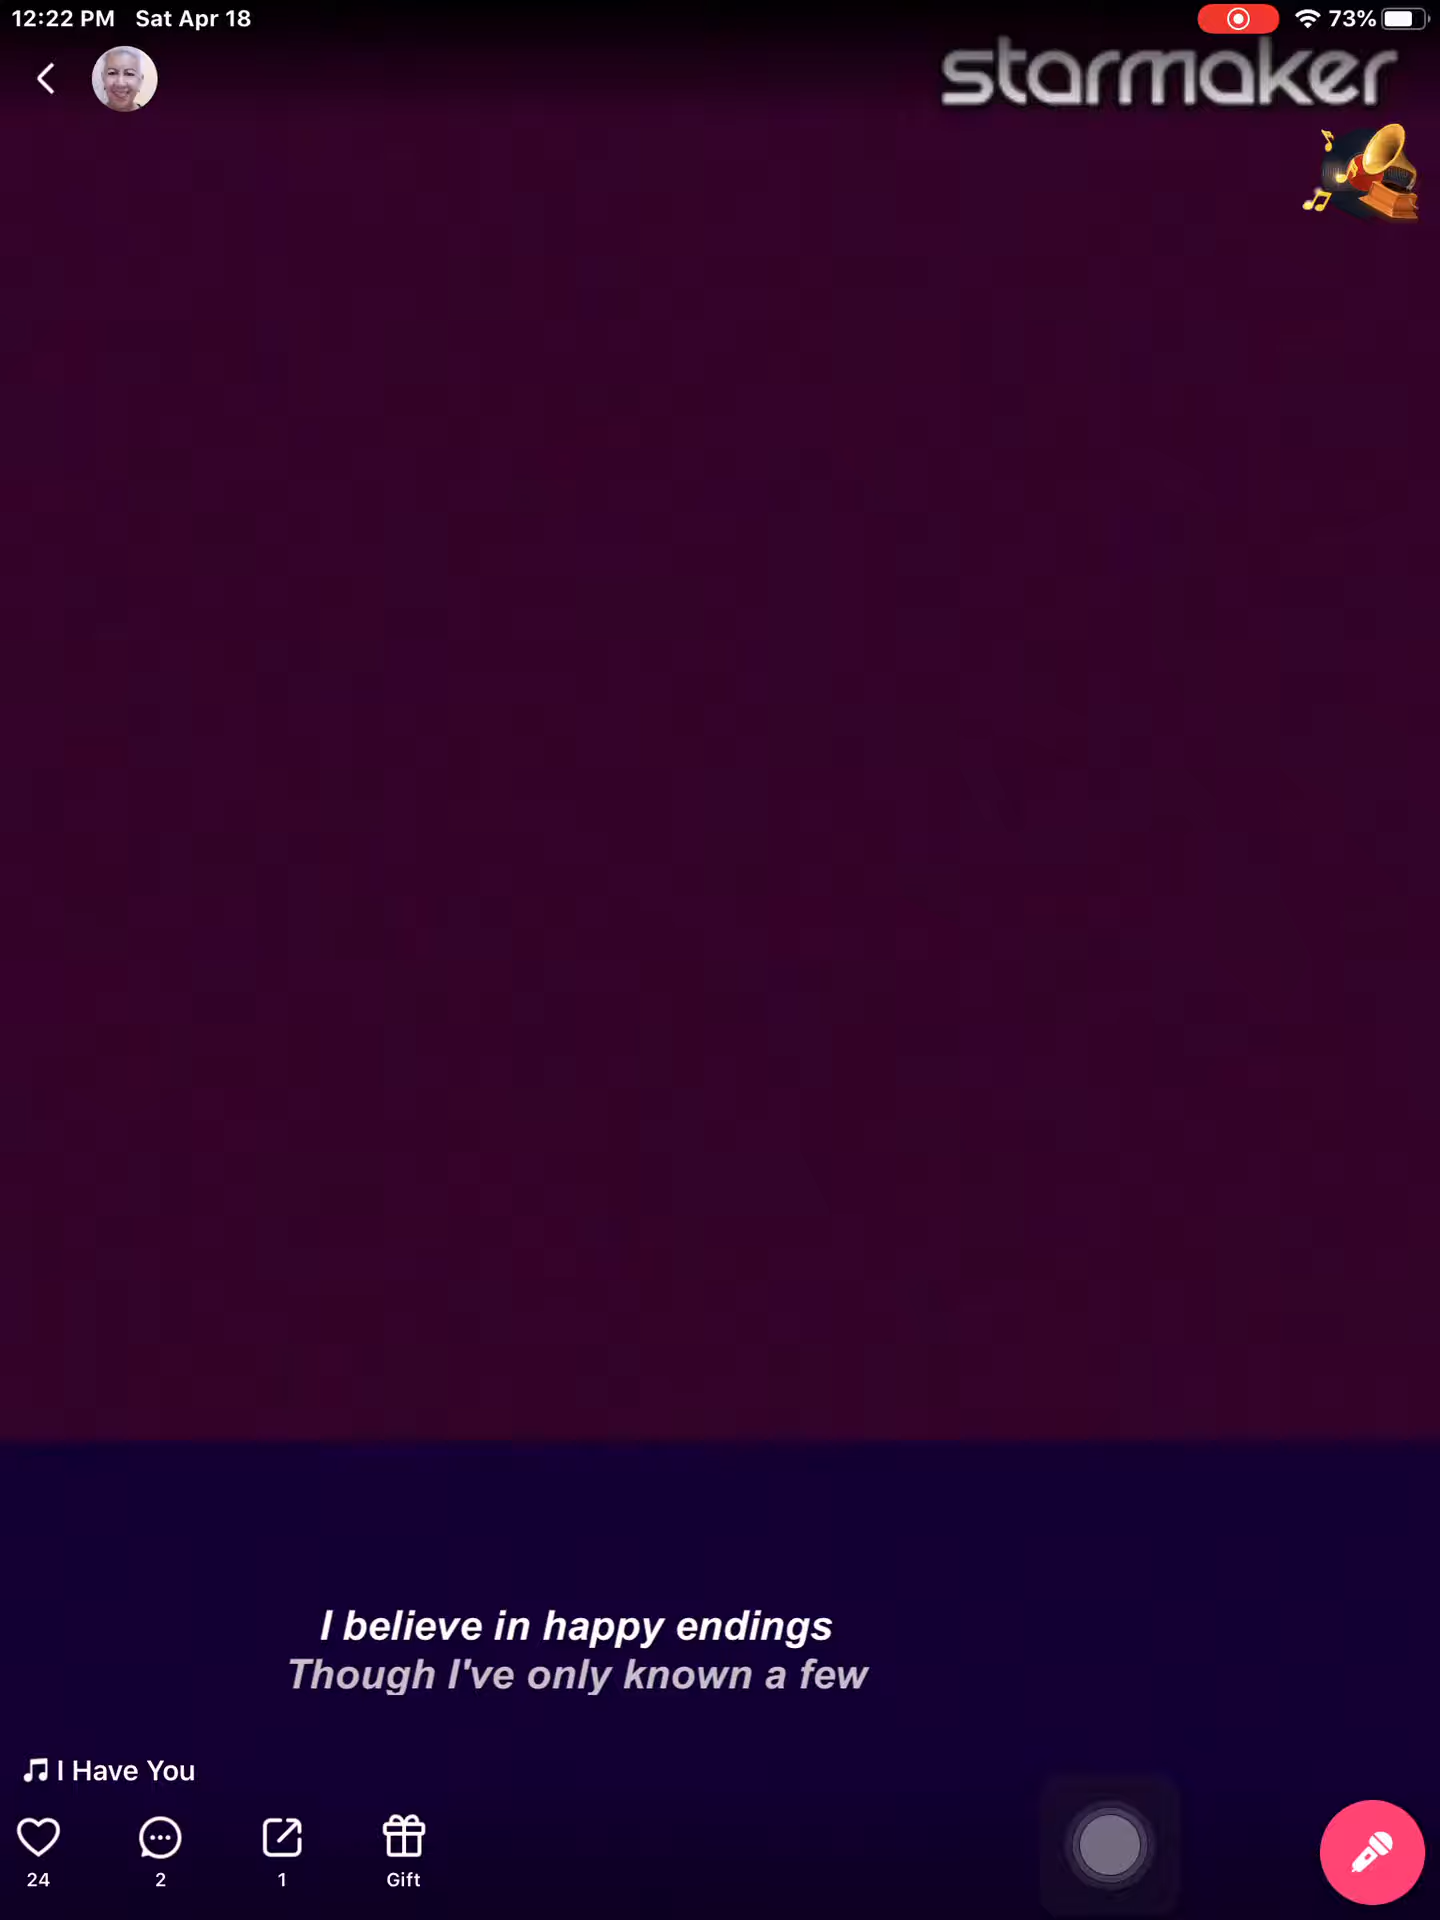 12:22 PM Sat Apr 18
73%
starmaker
I believe in happy endings
Though I've only known a few
I Have You
24
2
1
Gift